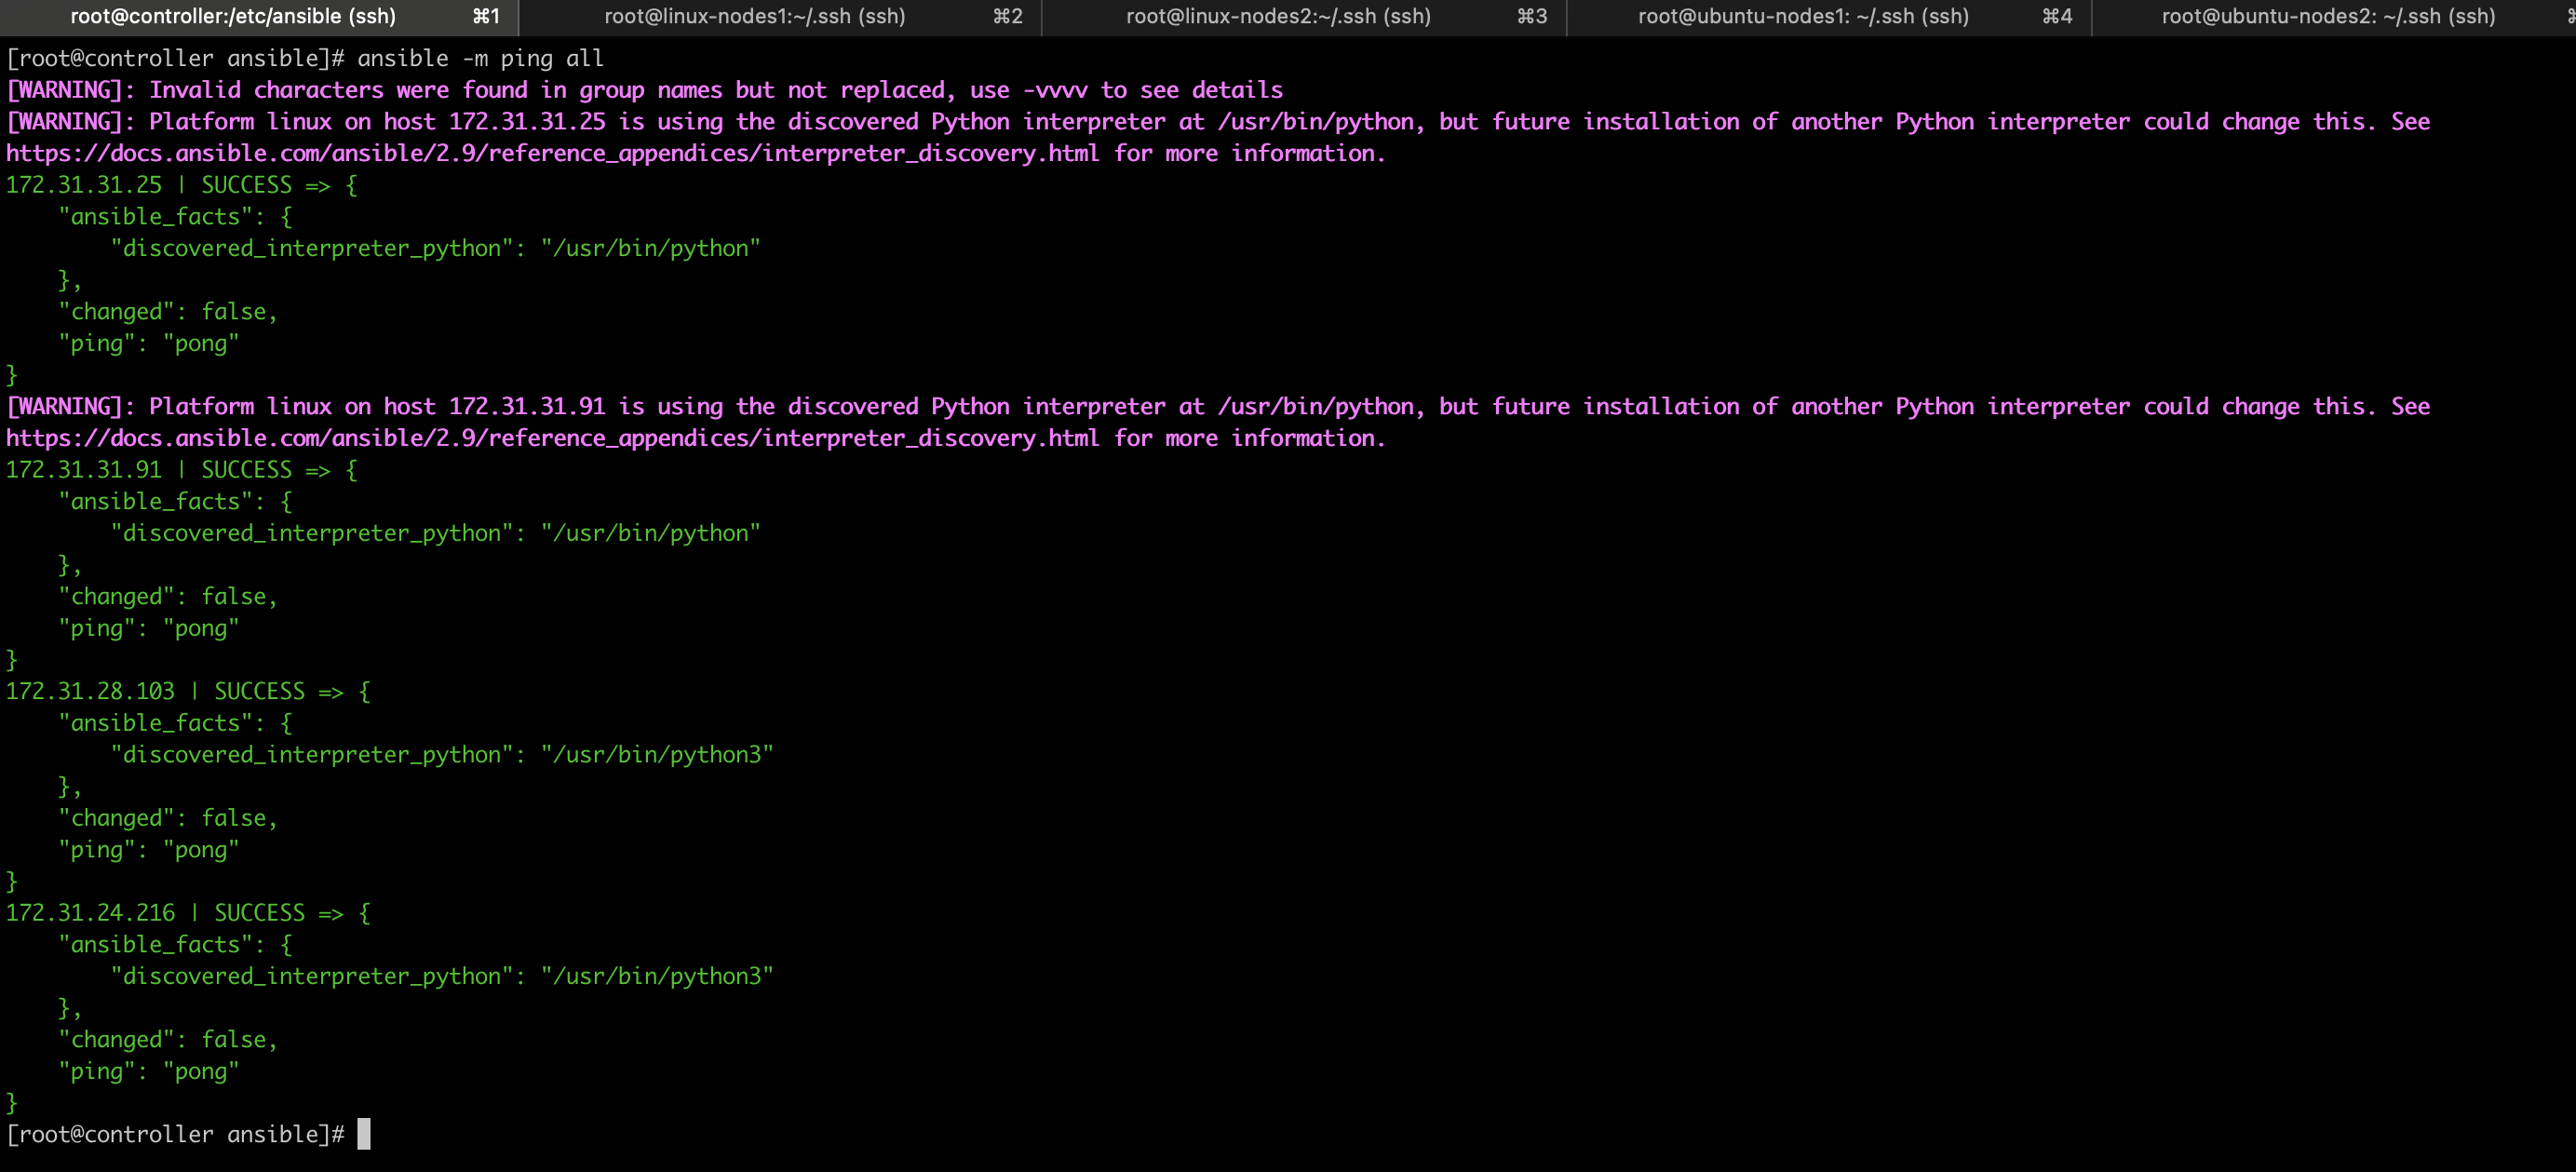 root@controller:/etc/ansible (ssh) ⌘1 root@linux-nodes1:~/.ssh (ssh) ⌘2 root@linux-nodes2:~/.ssh (ssh) ⌘3 root@ubuntu-nodes1: ~/.ssh (ssh) ⌘4 root@ubuntu-nodes2: ~/.ssh (ssh)
[root@controller ansible]# ansible -m ping all
[WARNING]: Invalid characters were found in group names but not replaced, use -vvvv to see details
[WARNING]: Platform linux on host 172.31.31.25 is using the discovered Python interpreter at /usr/bin/python, but future installation of another Python interpreter could change this. See
https://docs.ansible.com/ansible/2.9/reference_appendices/interpreter_discovery.html for more information.
172.31.31.25 | SUCCESS => {
    "ansible_facts": {
        "discovered_interpreter_python": "/usr/bin/python"
    },
    "changed": false,
    "ping": "pong"
}
[WARNING]: Platform linux on host 172.31.31.91 is using the discovered Python interpreter at /usr/bin/python, but future installation of another Python interpreter could change this. See
https://docs.ansible.com/ansible/2.9/reference_appendices/interpreter_discovery.html for more information.
172.31.31.91 | SUCCESS => {
    "ansible_facts": {
        "discovered_interpreter_python": "/usr/bin/python"
    },
    "changed": false,
    "ping": "pong"
}
172.31.28.103 | SUCCESS => {
    "ansible_facts": {
        "discovered_interpreter_python": "/usr/bin/python3"
    },
    "changed": false,
    "ping": "pong"
}
172.31.24.216 | SUCCESS => {
    "ansible_facts": {
        "discovered_interpreter_python": "/usr/bin/python3"
    },
    "changed": false,
    "ping": "pong"
}
[root@controller ansible]#